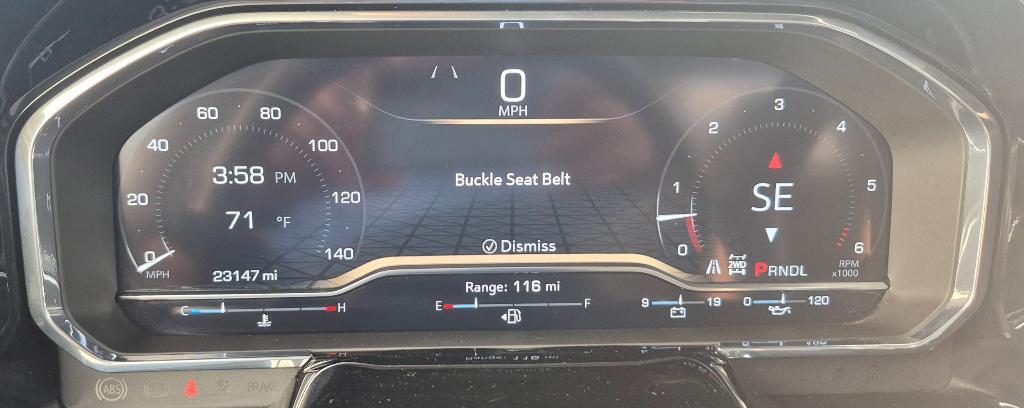 0
MPH
60 80
40 100
3:58 PM
20 120
71 °F
0 140
MPH
23147 mi
Buckle Seat Belt
Dismiss
3
2 4
1 5
SE
0 6
2WD
PRNDL
RPM
x1000
Range: 116 mi
C H
E F
9 19
0 120
ABS
BRAKE